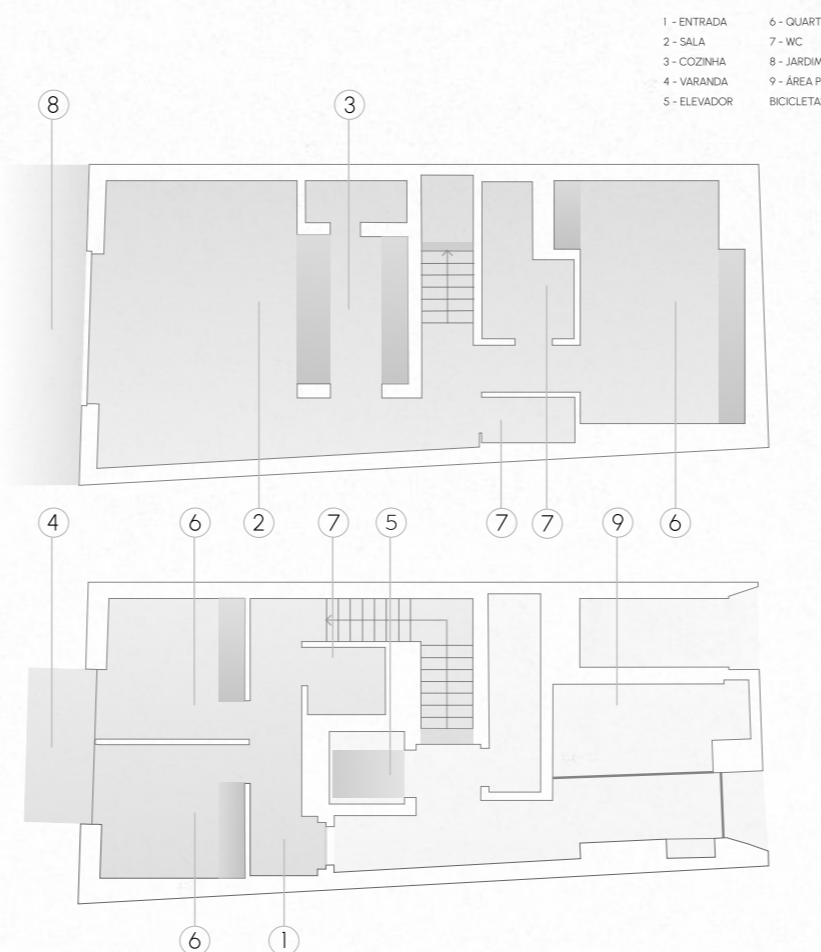 1 - ENTRADA
2 - SALA
3 - COZINHA
4 - VARANDA
5 - ELEVADOR
6 - QUART
7 - WC
8 - JARDIM
9 - ÁREA P
BICICLETA
8
3
4
6
2
7
5
7
7
9
6
6
1